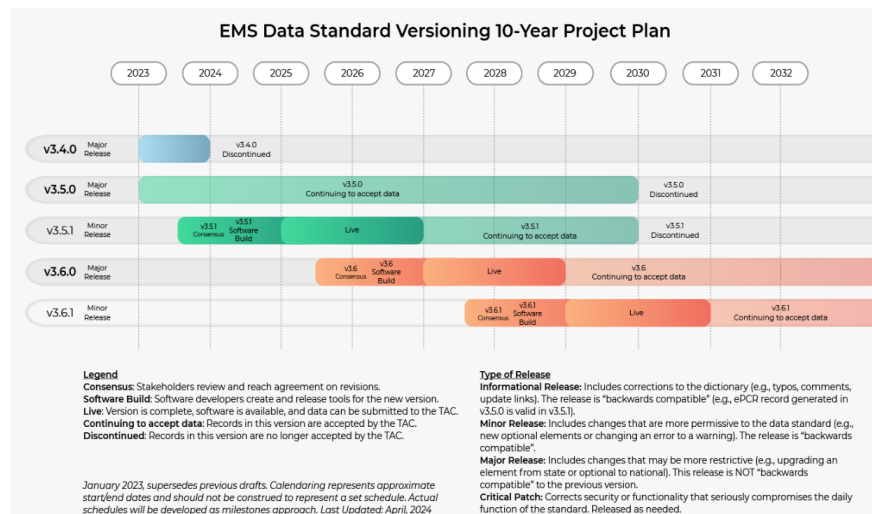 EMS Data Standard Versioning 10-Year Project Plan
2023 2024 2025 2026 2027 2028 2029 2030 2031 2032
v3.4.0 Major
Release
v3.4.0
Discontinued
v3.5.0 Major
Release
v3.5.0
Continuing to accept data
v3.5.0
Discontinued
v3.5.1 Minor
Release
v3.5.1
Consensus
v3.5.1
Software
Build
Live
v3.5.1
Continuing to accept data
v3.5.1
Discontinued
v3.6.0 Major
Release
v3.6
Consensus
v3.6
Software
Build
Live
v3.6
Continuing to accept data
v3.6.1 Minor
Release
v3.6.1
Consensus
v3.6.1
Software
Build
Live
v3.6.1
Continuing to accept data
Legend
Consensus: Stakeholders review and reach agreement on revisions.
Software Build: Software developers create and release tools for the new version.
Live: Version is complete, software is available, and data can be submitted to the TAC.
Continuing to accept data: Records in this version are accepted by the TAC.
Discontinued: Records in this version are no longer accepted by the TAC.
January 2023, supersedes previous drafts. Calendaring represents approximate
start/end dates and should not be construed to represent a set schedule. Actual
schedules will be developed as milestones approach. Last Updated: April, 2024
Type of Release
Informational Release: Includes corrections to the dictionary (e.g., typos, comments,
update links). The release is "backwards compatible" (e.g., ePCR record generated in
v3.5.0 is valid in v3.5.1).
Minor Release: Includes changes that are more permissive to the data standard (e.g.,
new optional elements or changing an error to a warning). The release is "backwards
compatible".
Major Release: Includes changes that may be more restrictive (e.g., upgrading an
element from state or optional to national). This release is NOT "backwards
compatible" to the previous version.
Critical Patch: Corrects security or functionality that seriously compromises the daily
function of the standard. Released as needed.